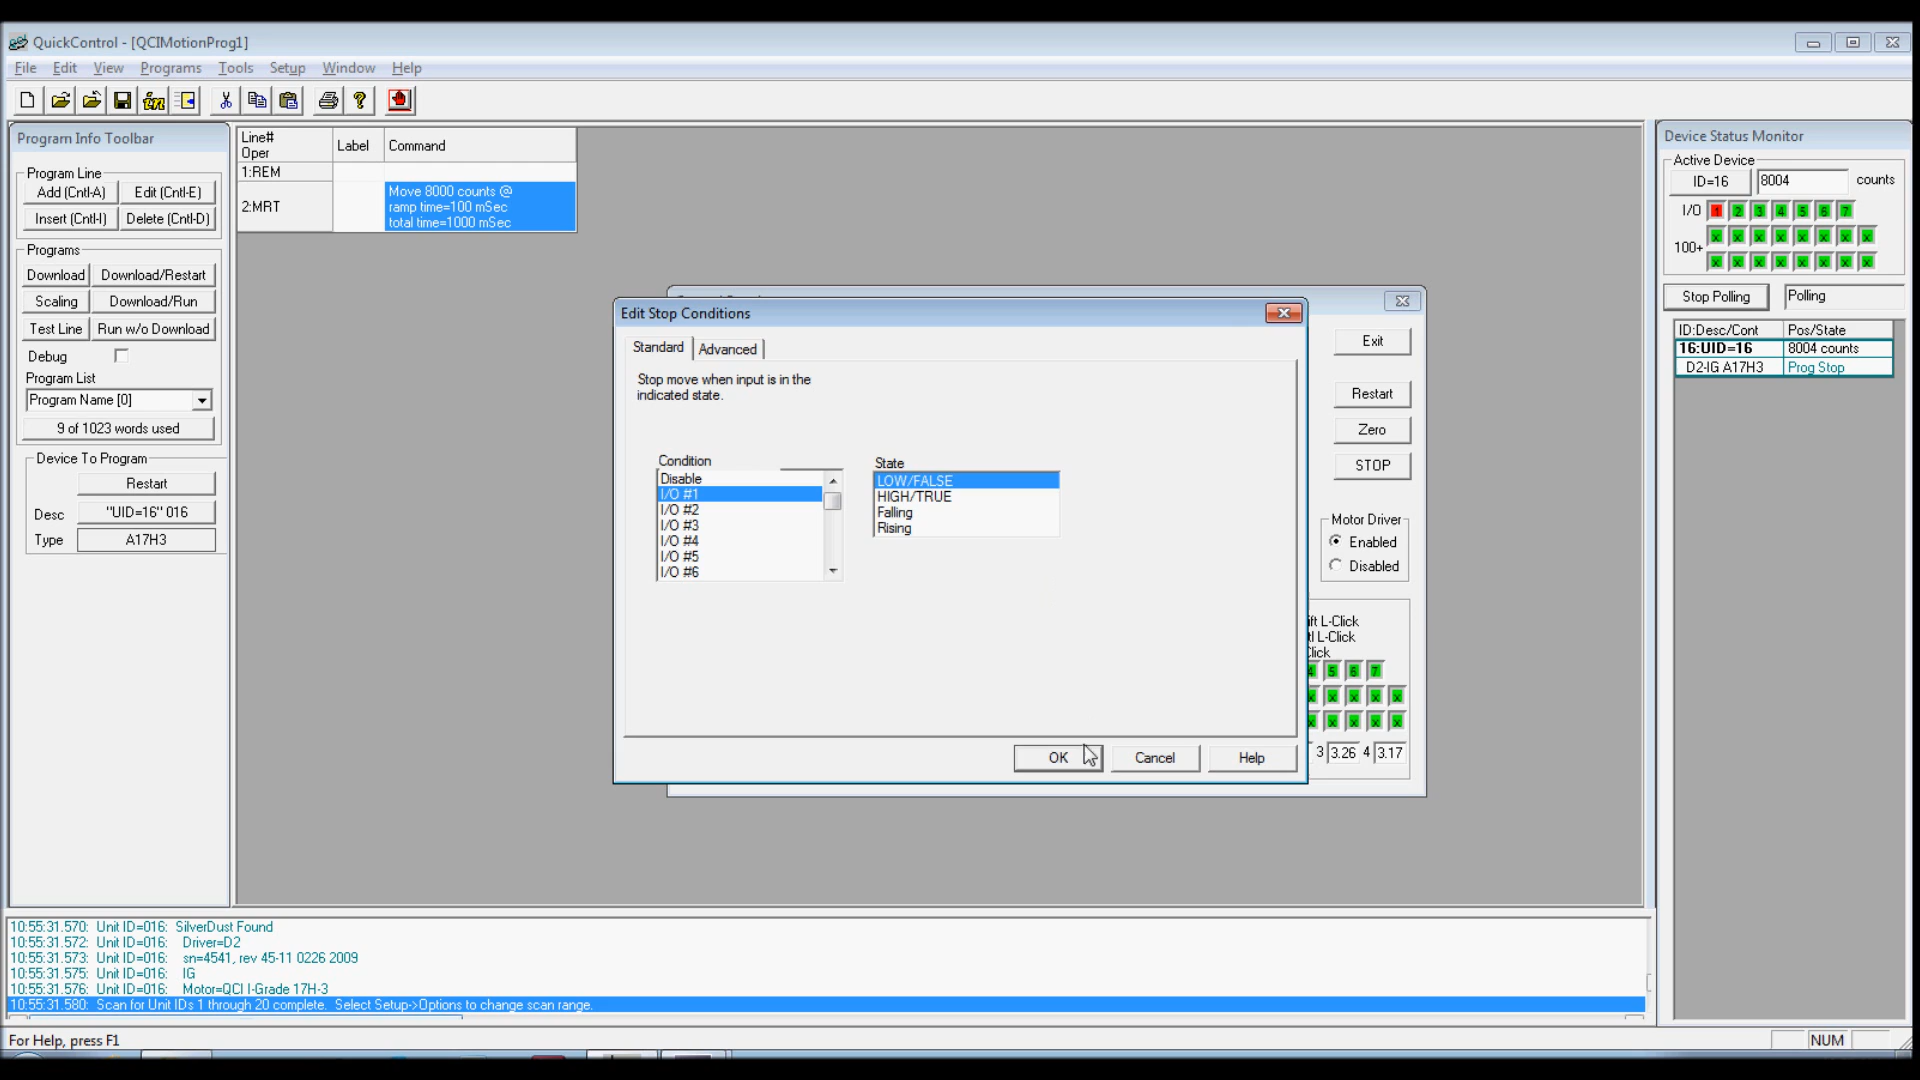 QuickControl - [QCIMotionProg1]
File Edit View Programs Tools Setup Window Help
Program Info Toolbar
Program Line
Add (Cntl-A) Edit (Cntl-E)
Insert (Cntl-I) Delete (Cntl-D)
Programs
Download Download/Restart
Scaling Download/Run
Test Line Run w/o Download
Debug
Program List
Program Name [0]
9 of 1023 words used
Device To Program
Restart
Desc "UID=16" 016
Type A17H3
Line#
Oper Label Command
1:REM
2:MRT
Move 8000 counts @
ramp time=100 mSec
total time=1000 mSec
Edit Stop Conditions
Standard Advanced
Stop move when input is in the
indicated state.
Condition
Disable
I/O #1
I/O #2
I/O #3
I/O #4
I/O #5
I/O #6
State
LOW/FALSE
HIGH/TRUE
Falling
Rising
OK Cancel Help
Exit
Restart
Zero
STOP
Motor Driver
Enabled
Disabled
ift L-Click
tl L-Click
Click
4 5 6 7
x x x x x
x x x x x
3 3.26 4 3.17
Device Status Monitor
Active Device
ID=16 8004 counts
I/O 1 2 3 4 5 6 7
100+ x x x x x x x x
x x x x x x x x
Stop Polling Polling
ID:Desc/Cont Pos/State
16:UID=16 8004 counts
D2-IG A17H3 Prog Stop
10:55:31.570: Unit ID=016: SilverDust Found
10:55:31.572: Unit ID=016: Driver=D2
10:55:31.573: Unit ID=016: sn=4541, rev 45-11 0226 2009
10:55:31.575: Unit ID=016: IG
10:55:31.576: Unit ID=016: Motor=QCI I-Grade 17H-3
10:55:31.580: Scan for Unit IDs 1 through 20 complete. Select Setup->Options to change scan range.
For Help, press F1
NUM